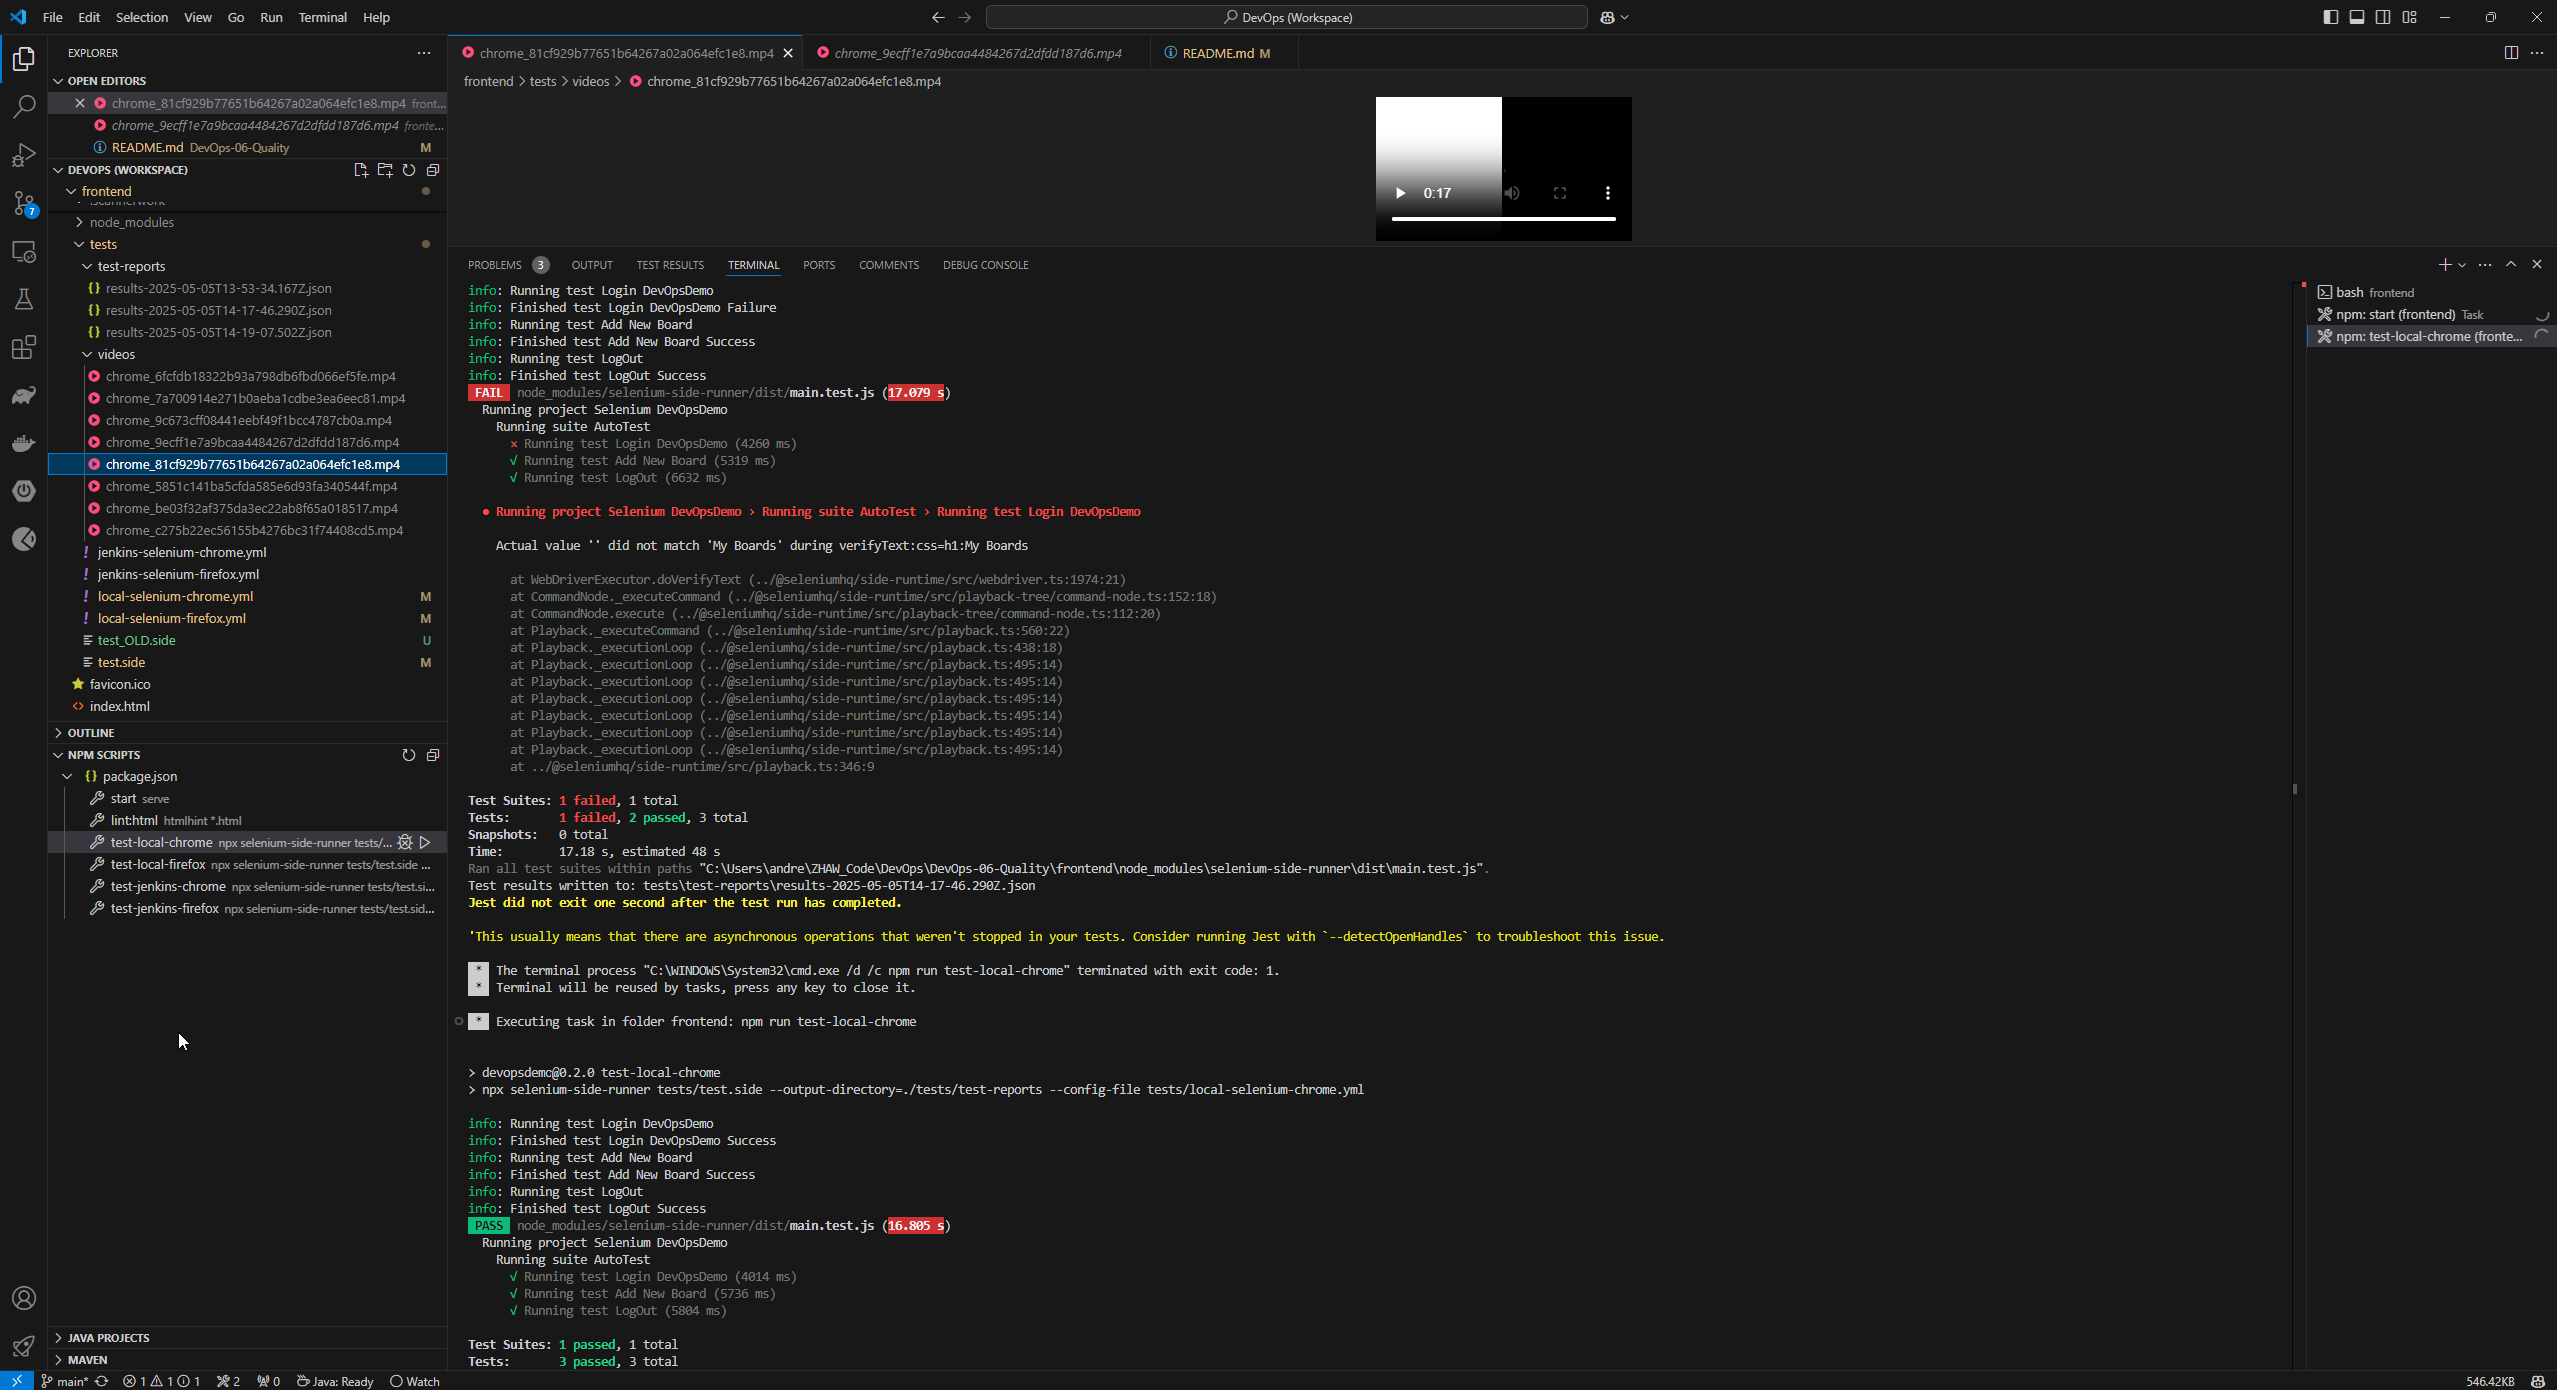 File Edit Selection View Go Run Terminal Help
DevOps (Workspace)
EXPLORER
OPEN EDITORS
chrome_81cf929b77651b64267a02a064efc1e8.mp4 front...
chrome_9ecff1e7a9bcaa4484267d2dfdd187d6.mp4 fronte...
README.md DevOps-06-Quality M
DEVOPS (WORKSPACE)
frontend
node_modules
tests
test-reports
results-2025-05-05T13-53-34.167Z.json
results-2025-05-05T14-17-46.290Z.json
results-2025-05-05T14-19-07.502Z.json
videos
chrome_6fcfdb18322b93a798db6fbd066ef5fe.mp4
chrome_7a700914e271b0aeba1cdbe3ea6eec81.mp4
chrome_9c673cff08441eebf49f1bcc4787cb0a.mp4
chrome_9ecff1e7a9bcaa4484267d2dfdd187d6.mp4
chrome_81cf929b77651b64267a02a064efc1e8.mp4
chrome_5851c141ba5cfda585e6d93fa340544f.mp4
chrome_be03f32af375da3ec22ab8f65a018517.mp4
chrome_c275b22ec56155b4276bc31f74408cd5.mp4
jenkins-selenium-chrome.yml
jenkins-selenium-firefox.yml
local-selenium-chrome.yml M
local-selenium-firefox.yml M
test_OLD.side U
test.side M
favicon.ico
index.html
OUTLINE
NPM SCRIPTS
package.json
start serve
lint:html htmlhint *.html
test-local-chrome npx selenium-side-runner tests/...
test-local-firefox npx selenium-side-runner tests/test.side ...
test-jenkins-chrome npx selenium-side-runner tests/test.si...
test-jenkins-firefox npx selenium-side-runner tests/test.sid...
JAVA PROJECTS
MAVEN
7
chrome_81cf929b77651b64267a02a064efc1e8.mp4
chrome_9ecff1e7a9bcaa4484267d2dfdd187d6.mp4
README.md M
frontend > tests > videos > chrome_81cf929b77651b64267a02a064efc1e8.mp4
0:17
PROBLEMS 3 OUTPUT TEST RESULTS TERMINAL PORTS COMMENTS DEBUG CONSOLE
info: Running test Login DevOpsDemo
info: Finished test Login DevOpsDemo Failure
info: Running test Add New Board
info: Finished test Add New Board Success
info: Running test LogOut
info: Finished test LogOut Success
FAIL node_modules/selenium-side-runner/dist/main.test.js (17.079 s)
Running project Selenium DevOpsDemo
Running suite AutoTest
× Running test Login DevOpsDemo (4260 ms)
√ Running test Add New Board (5319 ms)
√ Running test LogOut (6632 ms)
● Running project Selenium DevOpsDemo › Running suite AutoTest › Running test Login DevOpsDemo
Actual value '' did not match 'My Boards' during verifyText:css=h1:My Boards
at WebDriverExecutor.doVerifyText (../@seleniumhq/side-runtime/src/webdriver.ts:1974:21)
at CommandNode._executeCommand (../@seleniumhq/side-runtime/src/playback-tree/command-node.ts:152:18)
at CommandNode.execute (../@seleniumhq/side-runtime/src/playback-tree/command-node.ts:112:20)
at Playback._executeCommand (../@seleniumhq/side-runtime/src/playback.ts:560:22)
at Playback._executionLoop (../@seleniumhq/side-runtime/src/playback.ts:438:18)
at Playback._executionLoop (../@seleniumhq/side-runtime/src/playback.ts:495:14)
at Playback._executionLoop (../@seleniumhq/side-runtime/src/playback.ts:495:14)
at Playback._executionLoop (../@seleniumhq/side-runtime/src/playback.ts:495:14)
at Playback._executionLoop (../@seleniumhq/side-runtime/src/playback.ts:495:14)
at Playback._executionLoop (../@seleniumhq/side-runtime/src/playback.ts:495:14)
at Playback._executionLoop (../@seleniumhq/side-runtime/src/playback.ts:495:14)
at ../@seleniumhq/side-runtime/src/playback.ts:346:9
Test Suites: 1 failed, 1 total
Tests: 1 failed, 2 passed, 3 total
Snapshots: 0 total
Time: 17.18 s, estimated 48 s
Ran all test suites within paths "C:\Users\andre\ZHAW_Code\DevOps\DevOps-06-Quality\frontend\node_modules\selenium-side-runner\dist\main.test.js".
Test results written to: tests\test-reports\results-2025-05-05T14-17-46.290Z.json
Jest did not exit one second after the test run has completed.
'This usually means that there are asynchronous operations that weren't stopped in your tests. Consider running Jest with `--detectOpenHandles` to troubleshoot this issue.
* The terminal process "C:\WINDOWS\System32\cmd.exe /d /c npm run test-local-chrome" terminated with exit code: 1.
* Terminal will be reused by tasks, press any key to close it.
* Executing task in folder frontend: npm run test-local-chrome
> devopsdemo@0.2.0 test-local-chrome
> npx selenium-side-runner tests/test.side --output-directory=./tests/test-reports --config-file tests/local-selenium-chrome.yml
info: Running test Login DevOpsDemo
info: Finished test Login DevOpsDemo Success
info: Running test Add New Board
info: Finished test Add New Board Success
info: Running test LogOut
info: Finished test LogOut Success
PASS node_modules/selenium-side-runner/dist/main.test.js (16.805 s)
Running project Selenium DevOpsDemo
Running suite AutoTest
√ Running test Login DevOpsDemo (4014 ms)
√ Running test Add New Board (5736 ms)
√ Running test LogOut (5804 ms)
Test Suites: 1 passed, 1 total
Tests: 3 passed, 3 total
bash frontend
npm: start (frontend) Task
npm: test-local-chrome (fronte...
main* 1 1 1 2 0 Java: Ready Watch
546.42KB